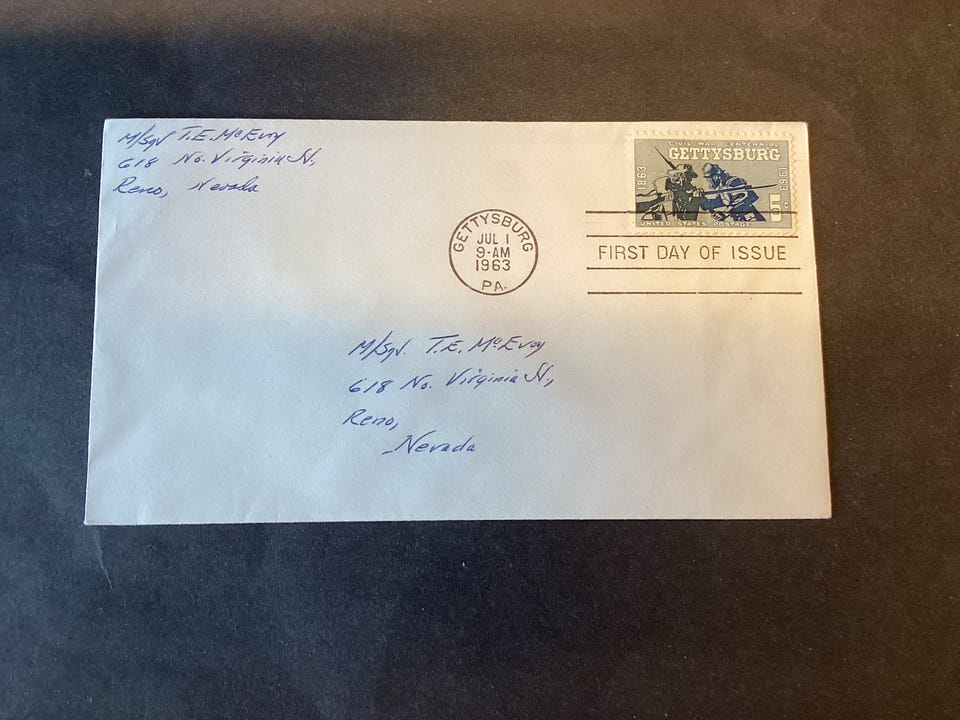 M/Sgt T.E. McEvoy
618 No. Virginia St.,
Reno, Nevada
CIVIL WAR CENTENNIAL
GETTYSBURG
1863
1963
5c
UNITED STATES POSTAGE
GETTYSBURG
JUL 1
9-AM
1963
PA.
FIRST DAY OF ISSUE
M/Sgt. T.E. McEvoy
618 No. Virginia St.,
Reno,
Nevada